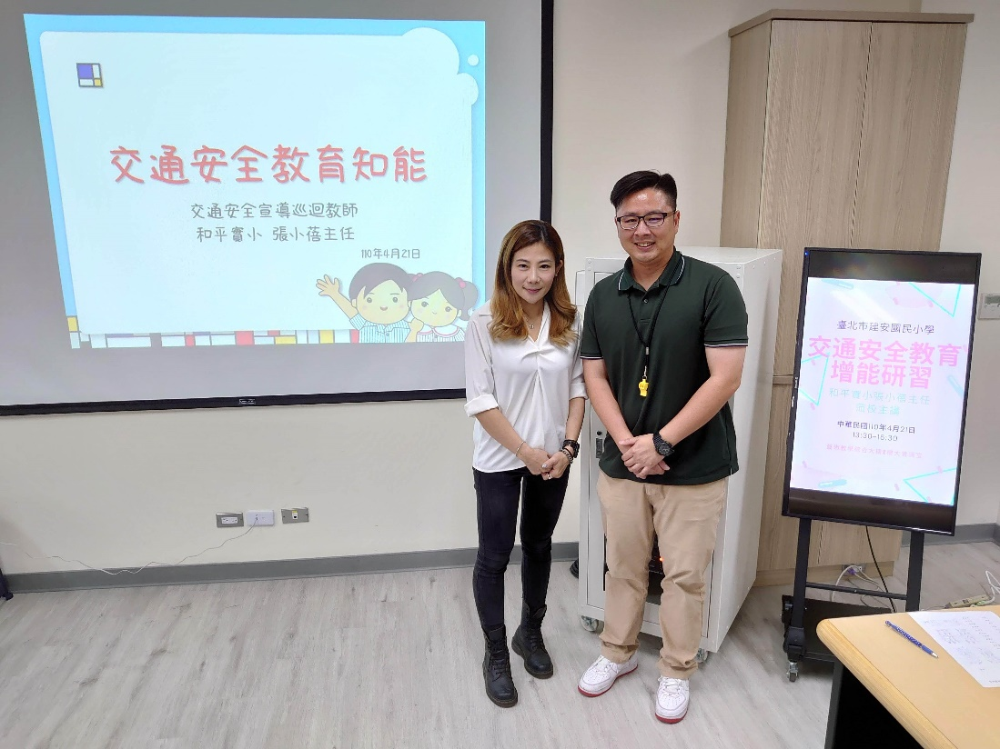 交通安全教育知能
交通安全宣導巡迴教師
和平實小 張小蓓主任
110年4月21日
臺北市建安國民小學
交通安全教育
增能研習
和平實小張小蓓主任
中華民國110年4月21日
13:30-15:30